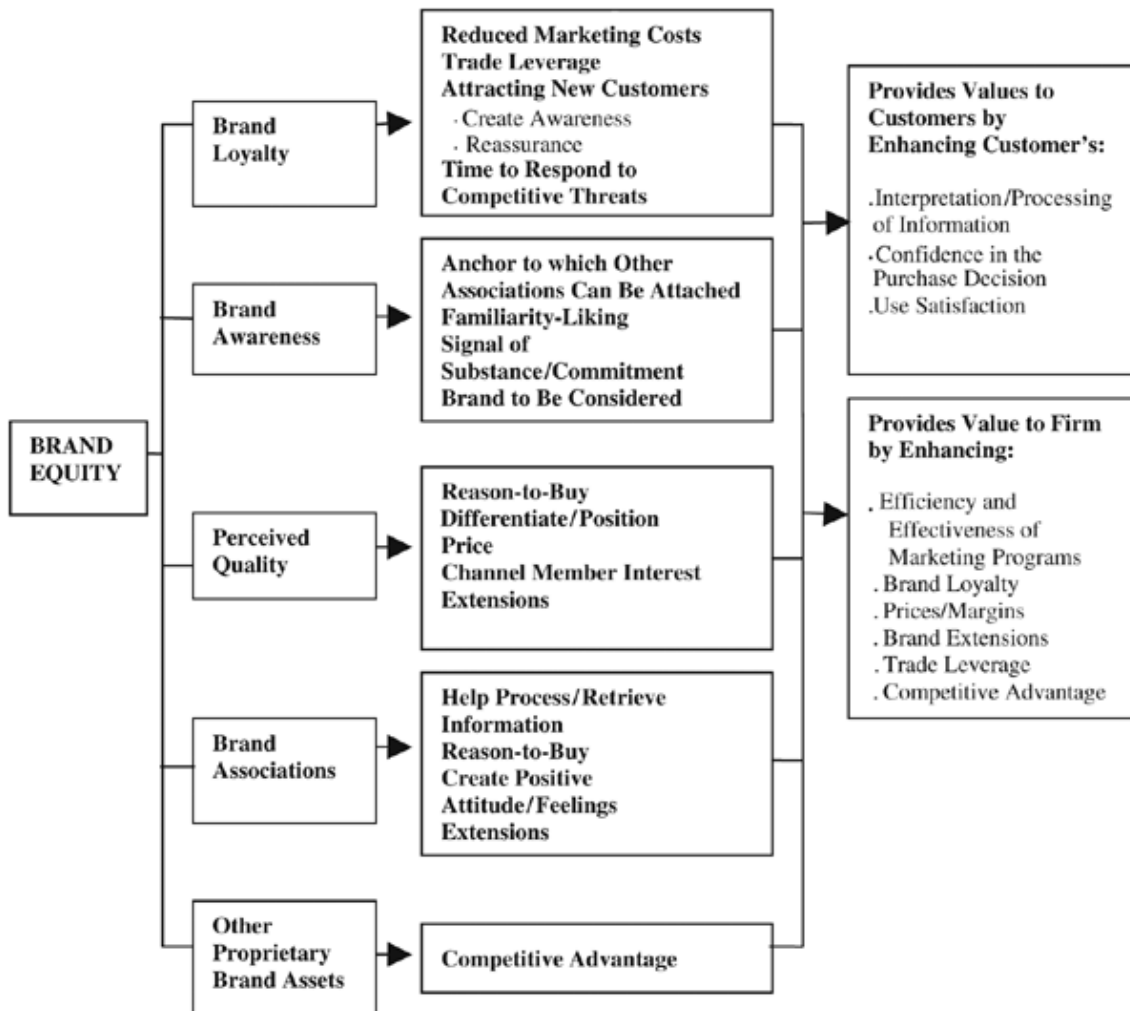 BRAND
EQUITY
Brand
Loyalty
Reduced Marketing Costs
Trade Leverage
Attracting New Customers
. Create Awareness
. Reassurance
Time to Respond to
Competitive Threats
Brand
Awareness
Anchor to which Other
Associations Can Be Attached
Familiarity-Liking
Signal of
Substance/Commitment
Brand to Be Considered
Perceived
Quality
Reason-to-Buy
Differentiate/Position
Price
Channel Member Interest
Extensions
Brand
Associations
Help Process/Retrieve
Information
Reason-to-Buy
Create Positive
Attitude/Feelings
Extensions
Other
Proprietary
Brand Assets
Competitive Advantage
Provides Values to
Customers by
Enhancing Customer's:
.Interpretation/Processing
of Information
.Confidence in the
Purchase Decision
.Use Satisfaction
Provides Value to Firm
by Enhancing:
. Efficiency and
Effectiveness of
Marketing Programs
. Brand Loyalty
. Prices/Margins
. Brand Extensions
. Trade Leverage
. Competitive Advantage